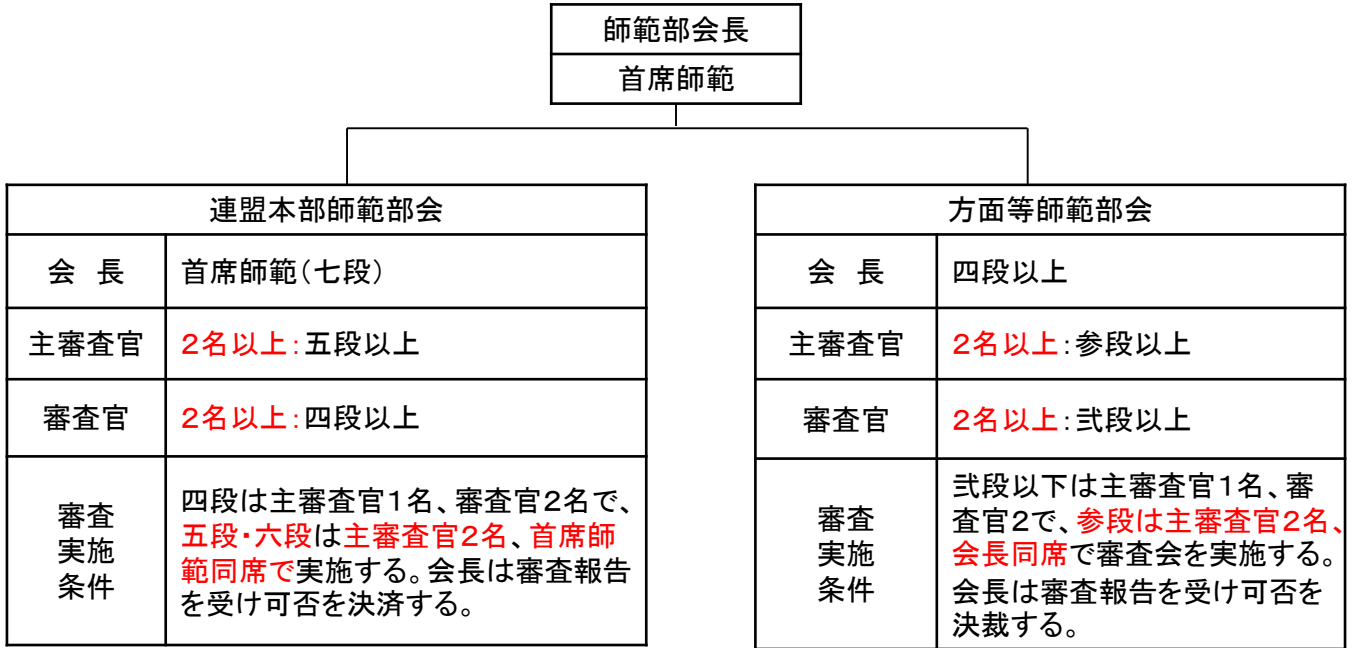 師範部会長
首席師範
連盟本部師範部会
会 長
首席師範(七段)
主審査官
2名以上:五段以上
審査官
2名以上:四段以上
審査
実施
条件
四段は主審査官1名、審査官2名で、
五段・六段は主審査官2名、首席師
範同席で実施する。会長は審査報告
を受け可否を決済する。
方面等師範部会
会 長
四段以上
主審査官
2名以上:参段以上
審査官
2名以上:弐段以上
審査
実施
条件
弐段以下は主審査官1名、審
査官2で、参段は主審査官2名、
会長同席で審査会を実施する。
会長は審査報告を受け可否を
決裁する。